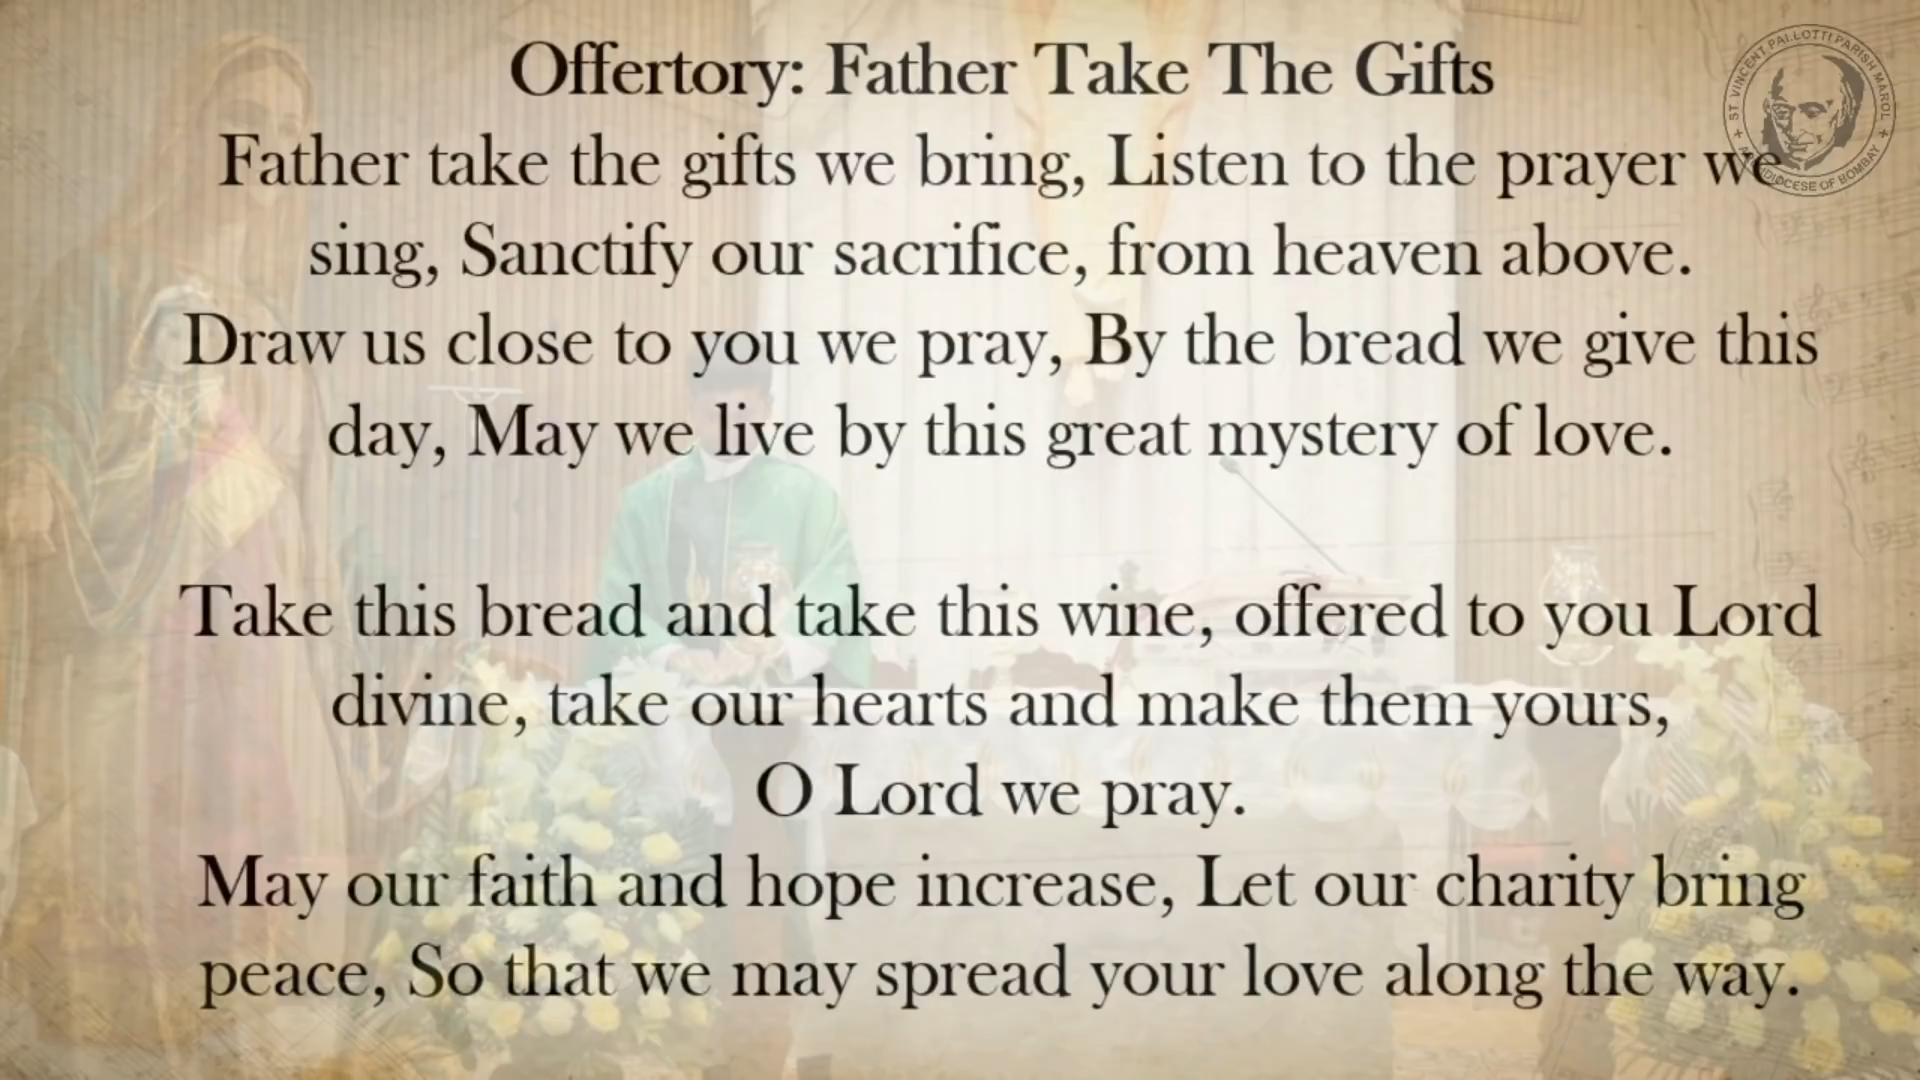 Offertory: Father Take The Gifts
Father take the gifts we bring, Listen to the prayer we
sing, Sanctify our sacrifice, from heaven above.
Draw us close to you we pray, By the bread we give this
day, May we live by this great mystery of love.
Take this bread and take this wine, offered to you Lord
divine, take our hearts and make them yours,
O Lord we pray.
May our faith and hope increase, Let our charity bring
peace, So that we may spread your love along the way.
ST VINCENT PALLOTTI PARISH MAROL
OF BOMBAY